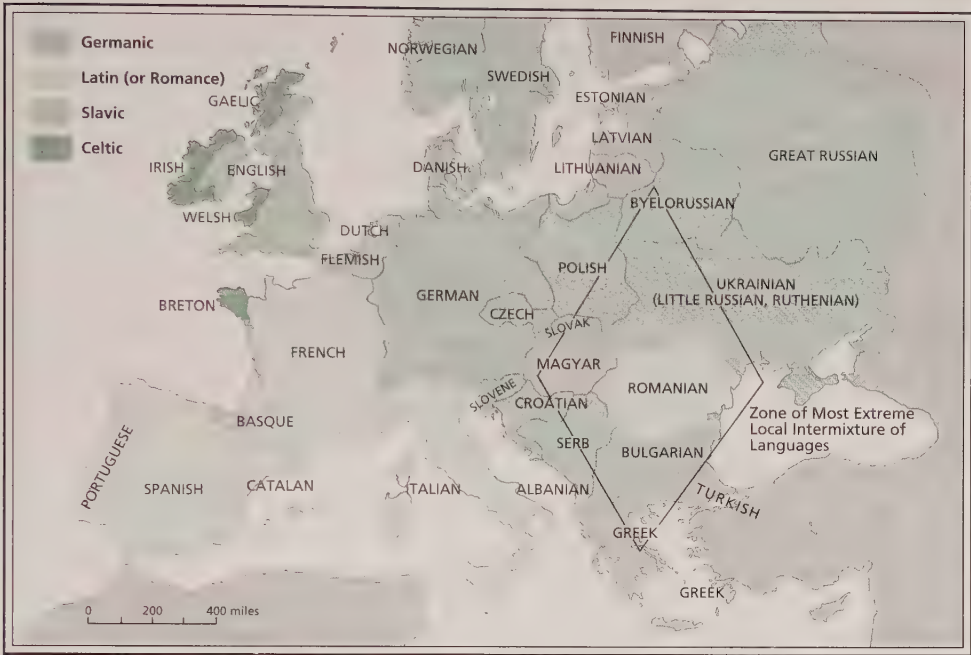 Germanic
Latin (or Romance)
Slavic
Celtic
NORWEGIAN
FINNISH
SWEDISH
GAELIC
ESTONIAN
LATVIAN
GREAT RUSSIAN
IRISH
ENGLISH
DANISH
LITHUANIAN
WELSH
BYELORUSSIAN
DUTCH
FLEMISH
POLISH
UKRAINIAN
(LITTLE RUSSIAN, RUTHENIAN)
BRETON
GERMAN
CZECH
SLOVAK
FRENCH
MAGYAR
SLOVENE
ROMANIAN
CROATIAN
Zone of Most Extreme
Local Intermixture of
Languages
BASQUE
SERB
BULGARIAN
PORTUGUESE
SPANISH
CATALAN
ITALIAN
ALBANIAN
TURKISH
GREEK
GREEK
0 200 400 miles